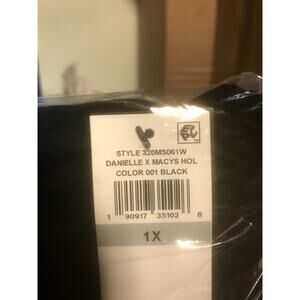 STYLE 320MS061W
DANIELLE X MACYS HOL
COLOR 001 BLACK
1 90917 35102 6
1X